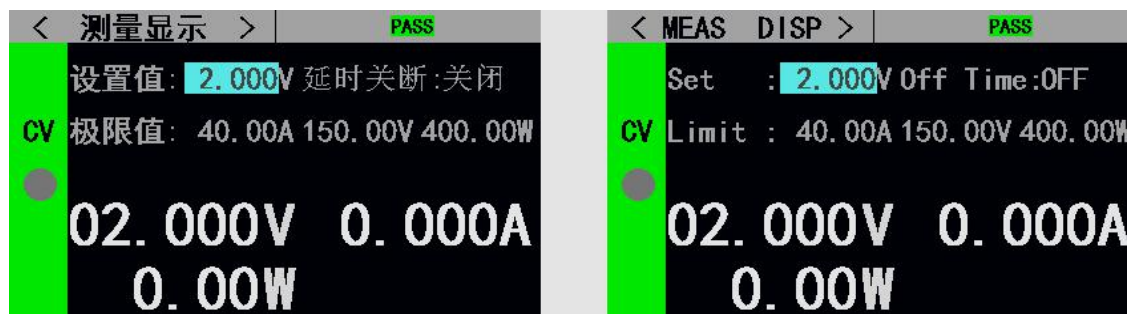 < 测量显示 > PASS
设置值: 2.000V 延时关断:关闭
CV 极限值: 40.00A 150.00V 400.00W
02.000V 0.000A
0.00W
< MEAS DISP > PASS
Set : 2.000V Off Time:OFF
CV Limit : 40.00A 150.00V 400.00W
02.000V 0.000A
0.00W